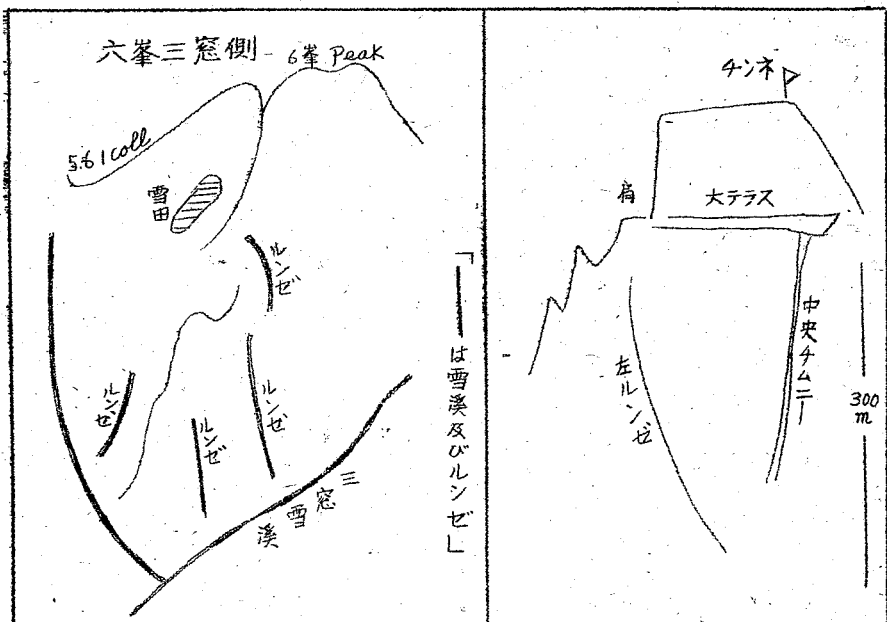 六峯三窓側
6峯 Peak
5.6 l coll
雪田
ルンゼ
ルンゼ
ルンゼ
ルンゼ
三窓雪渓
「━━は雪渓及びルンゼ」
チンネ
肩
大テラス
中央チムニー
左ルンゼ
300
m